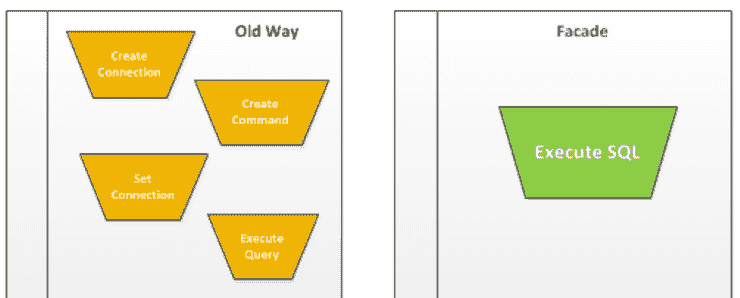 Old Way
Create
Connection
Create
Command
Set
Connection
Execute
Query
Facade
Execute SQL